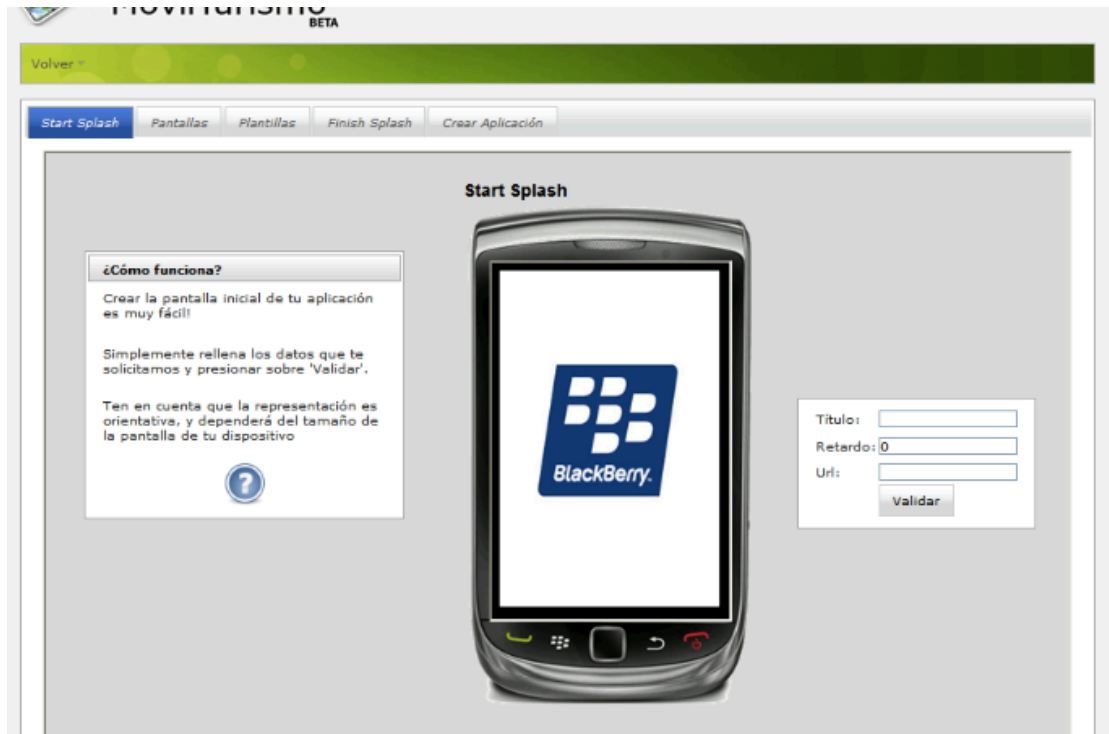 MovilTurismo
BETA
Volver
Start Splash Pantallas Plantillas Finish Splash Crear Aplicación
Start Splash
¿Cómo funciona?
Crear la pantalla inicial de tu aplicación
es muy fácil!
Simplemente rellena los datos que te
solicitamos y presionar sobre 'Validar'.
Ten en cuenta que la representación es
orientativa, y dependerá del tamaño de
la pantalla de tu dispositivo
?
BlackBerry.
Título:
Retardo: 0
Url:
Validar